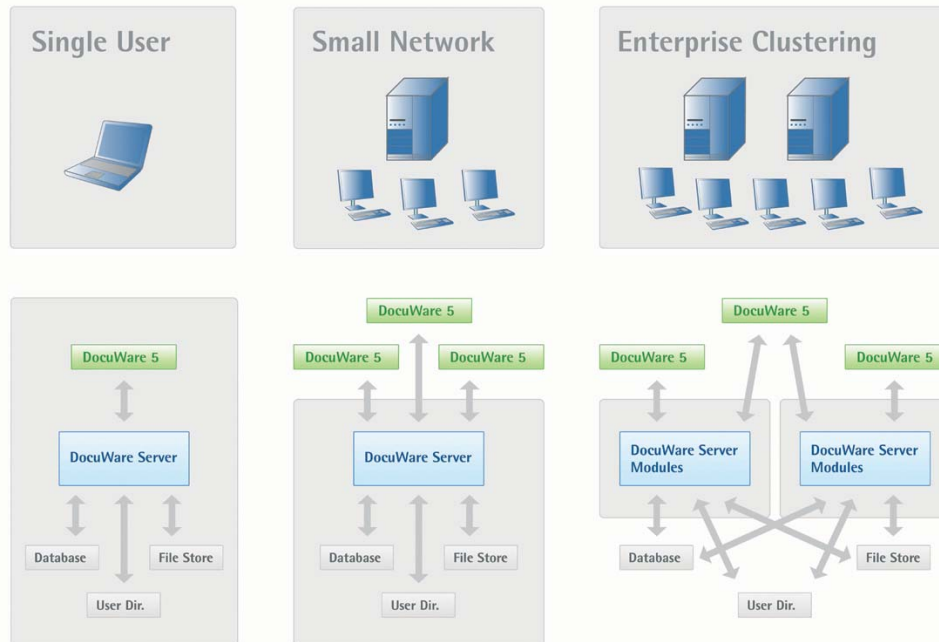 Single User
Small Network
Enterprise Clustering
DocuWare 5
DocuWare Server
Database
File Store
User Dir.
DocuWare 5
DocuWare 5
DocuWare 5
DocuWare Server
Database
File Store
User Dir.
DocuWare 5
DocuWare 5
DocuWare 5
DocuWare Server
Modules
DocuWare Server
Modules
Database
File Store
User Dir.